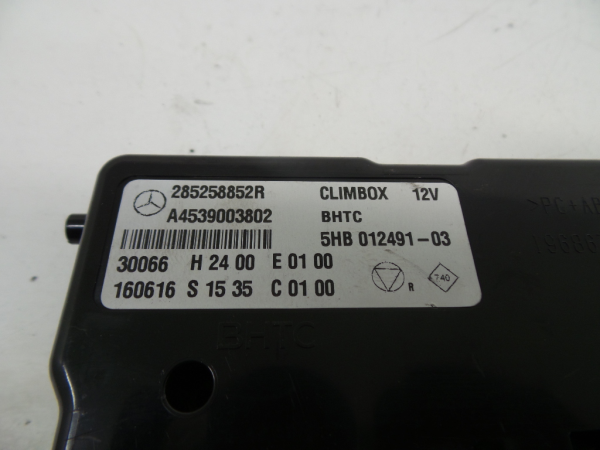 285258852R CLIMBOX 12V
A4539003802 BHTC
5HB 012491-03
30066 H 24 00 E 01 00
160616 S 15 35 C 01 00
R
740
BHTC